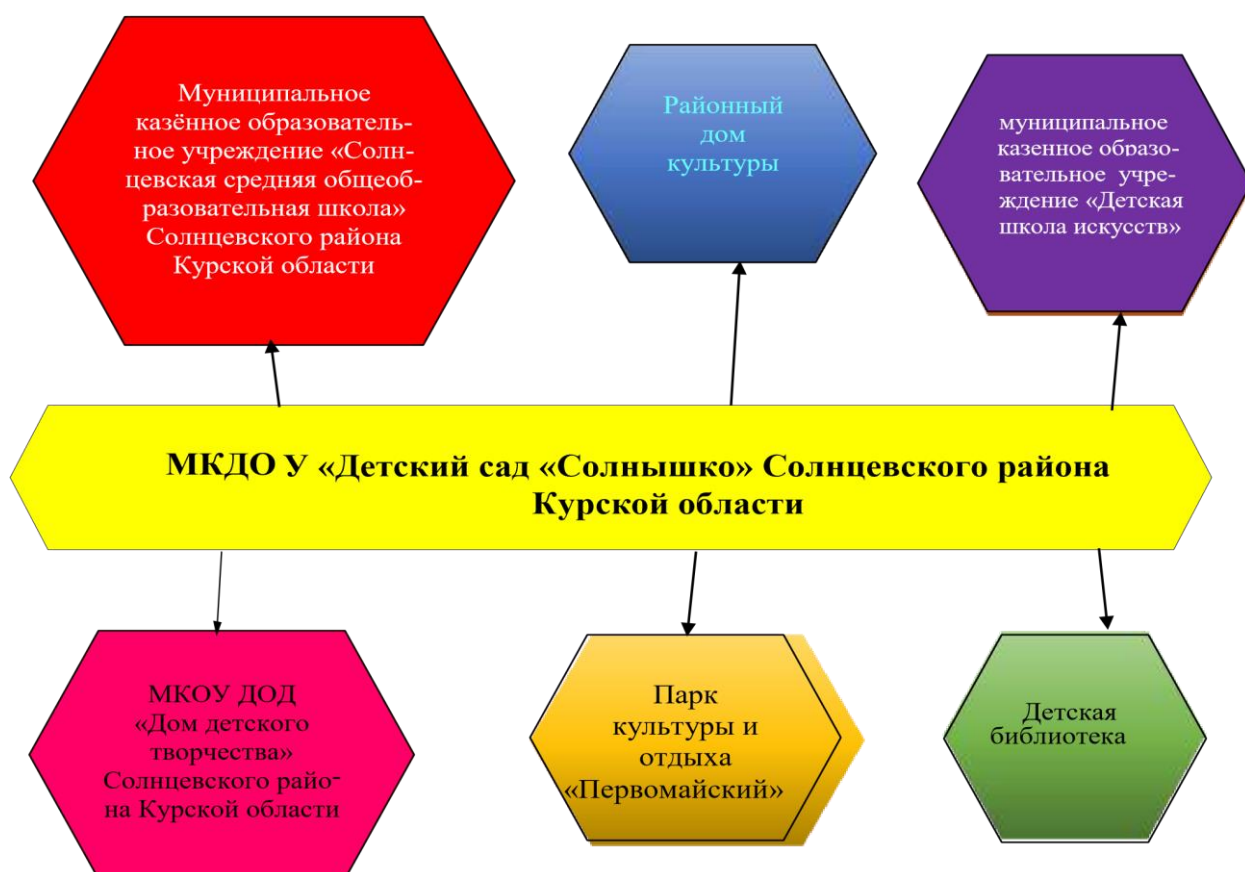 Муниципальное
казённое образователь-
ное учреждение «Солн-
цевская средняя общеоб-
разовательная школа»
Солнцевского района
Курской области
Районный
дом
культуры
муниципальное
казенное образо-
вательное учре-
ждение «Детская
школа искусств»
МКДО У «Детский сад «Солнышко» Солнцевского района
Курской области
МКОУ ДОД
«Дом детского
творчества»
Солнцевского райо-
на Курской области
Парк
культуры и
отдыха
«Первомайский»
Детская
библиотека